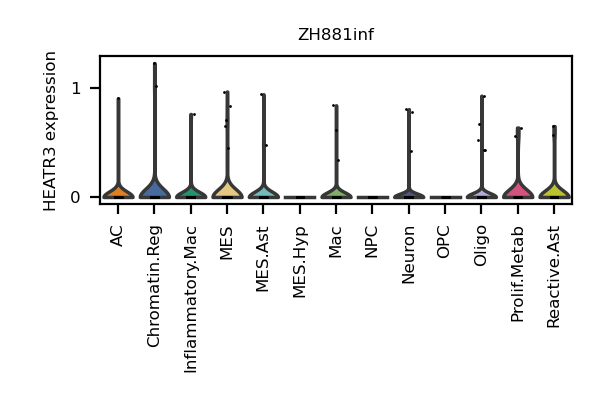 ZH881inf
HEATR3 expression
1
0
AC
Chromatin.Reg
Inflammatory.Mac
MES
MES.Ast
MES.Hyp
Mac
NPC
Neuron
OPC
Oligo
Prolif.Metab
Reactive.Ast